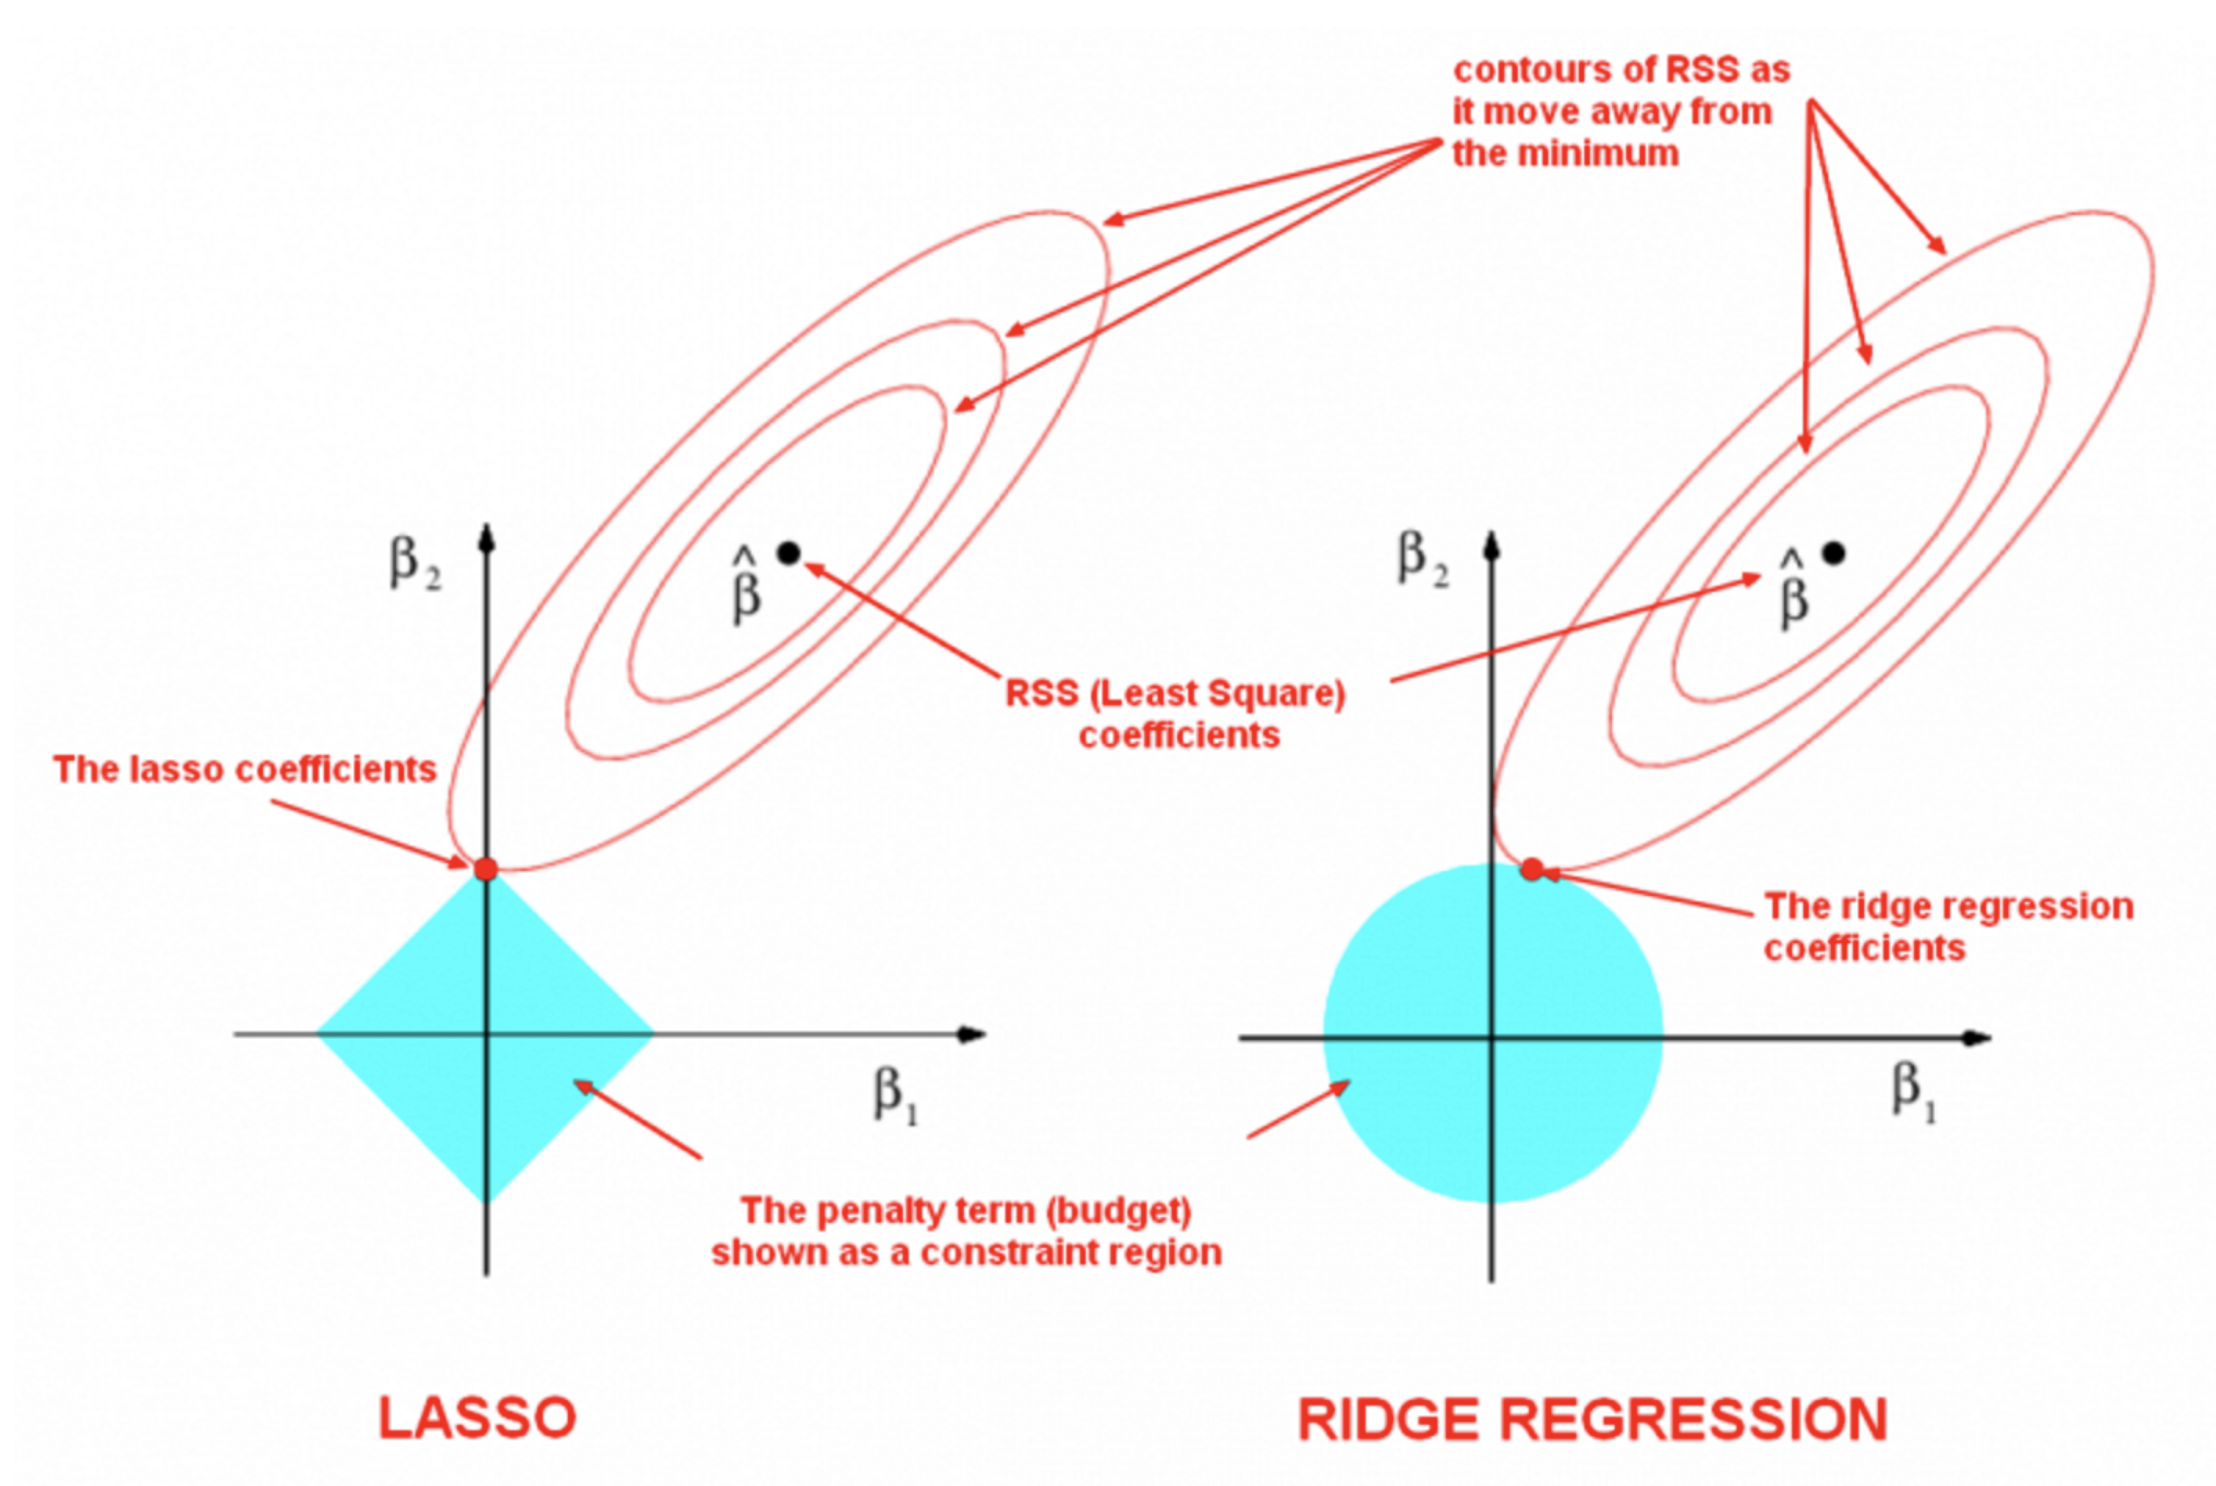 contours of RSS as
it move away from
the minimum
β2
β̂
β2
β̂
RSS (Least Square)
coefficients
The lasso coefficients
The ridge regression
coefficients
β1
β1
The penalty term (budget)
shown as a constraint region
LASSO
RIDGE REGRESSION